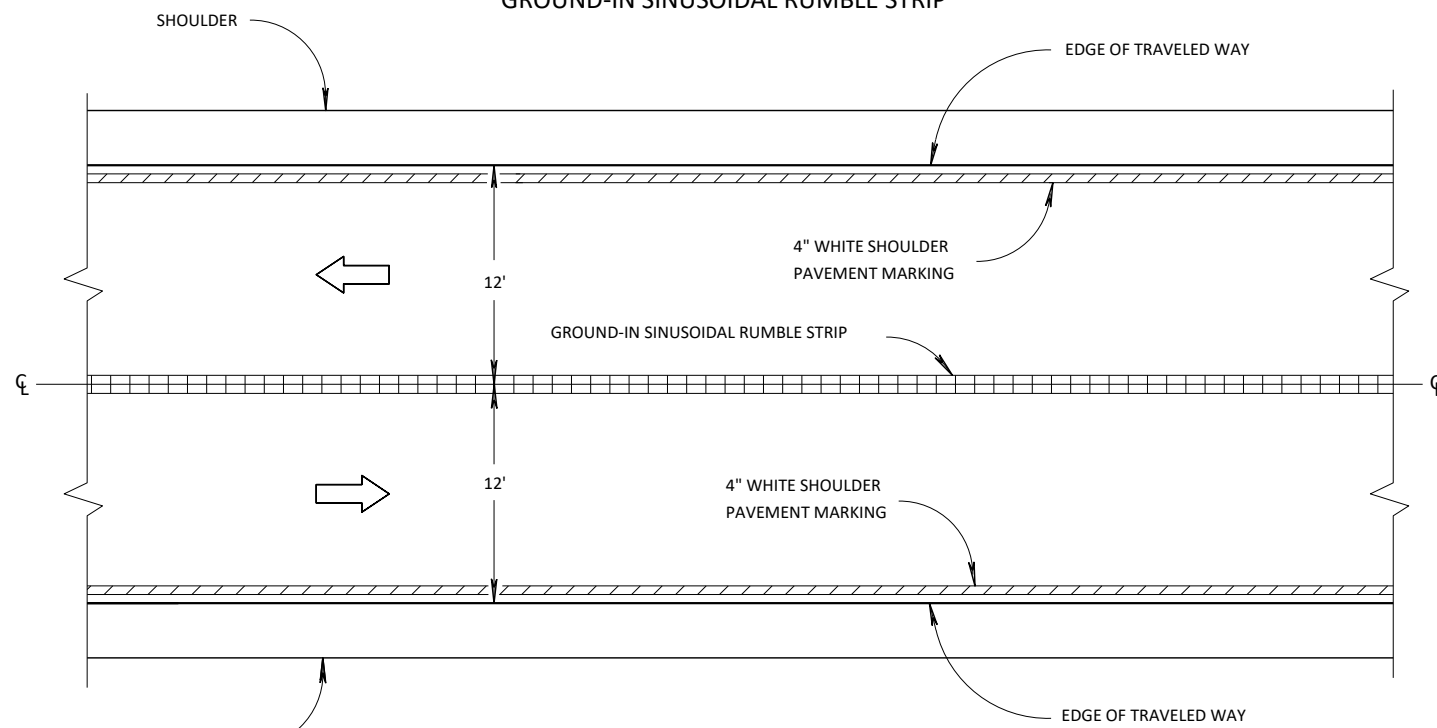 GROUND-IN SINUSOIDAL RUMBLE STRIP
SHOULDER
EDGE OF TRAVELED WAY
4" WHITE SHOULDER
PAVEMENT MARKING
12'
GROUND-IN SINUSOIDAL RUMBLE STRIP
℄
℄
12'
4" WHITE SHOULDER
PAVEMENT MARKING
EDGE OF TRAVELED WAY